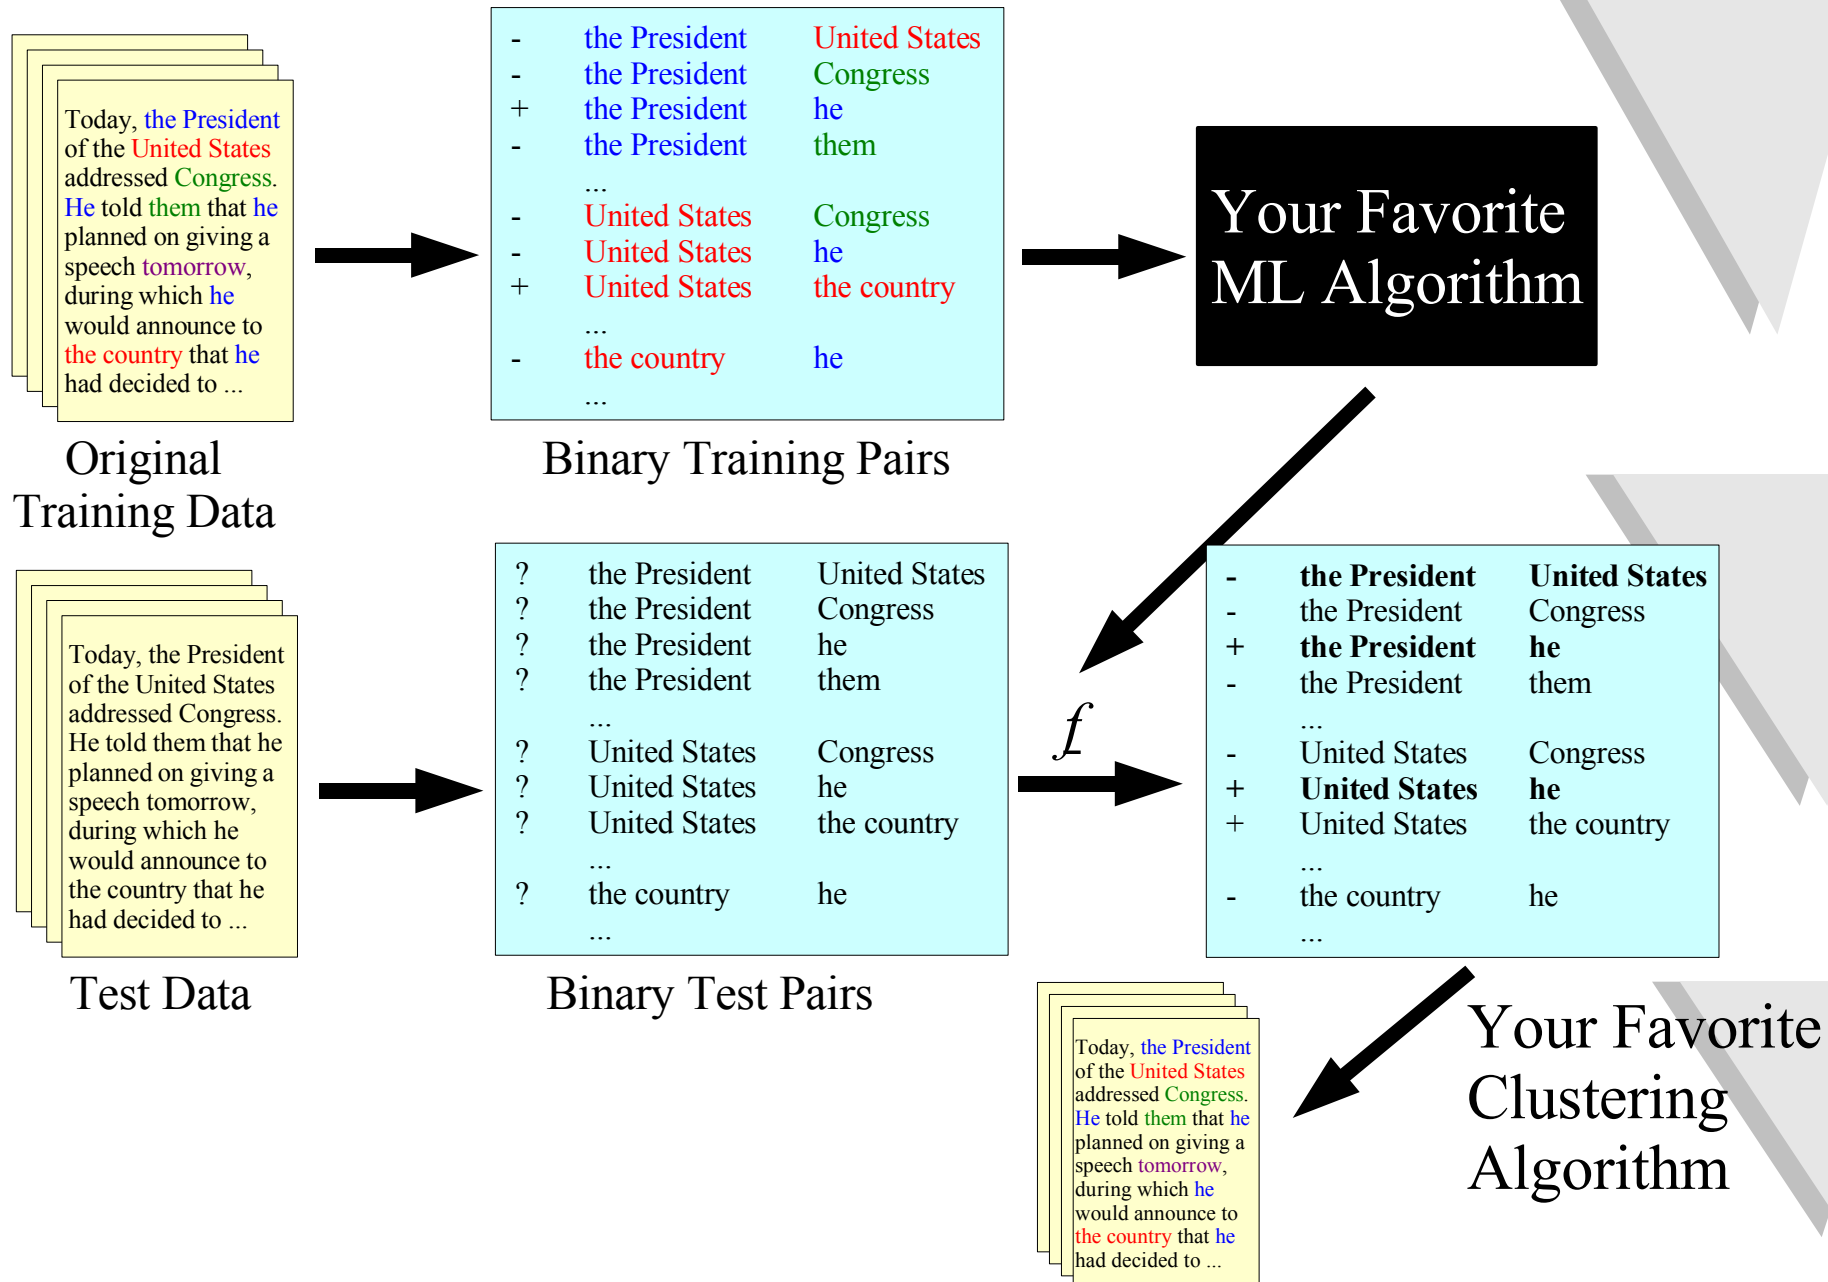 Today, the President
of the United States
addressed Congress.
He told them that he
planned on giving a
speech tomorrow,
during which he
would announce to
the country that he
had decided to ...
Original
Training Data
- the President United States
- the President Congress
+ the President he
- the President them
...
- United States Congress
- United States he
+ United States the country
...
- the country he
...
Binary Training Pairs
Your Favorite
ML Algorithm
Today, the President
of the United States
addressed Congress.
He told them that he
planned on giving a
speech tomorrow,
during which he
would announce to
the country that he
had decided to ...
Test Data
? the President United States
? the President Congress
? the President he
? the President them
...
? United States Congress
? United States he
? United States the country
...
? the country he
...
Binary Test Pairs
f
- the President United States
- the President Congress
+ the President he
- the President them
...
- United States Congress
+ United States he
+ United States the country
...
- the country he
...
Your Favorite
Clustering
Algorithm
Today, the President
of the United States
addressed Congress.
He told them that he
planned on giving a
speech tomorrow,
during which he
would announce to
the country that he
had decided to ...